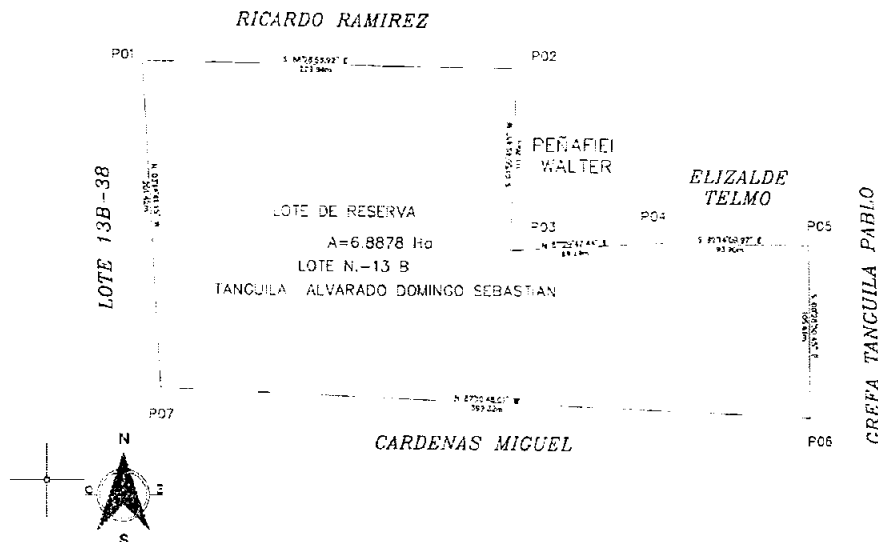 RICARDO RAMIREZ
P01
P02
PEÑAFIEL
WALTER
ELIZALDE
TELMO
LOTE 13B-38
LOTE DE RESERVA
P03
P04
P05
A=6.8878 Ha
LOTE N.-13 B
TANGUILA ALVARADO DOMINGO SEBASTIAN
GREFA TANGUILA PABLO
P07
CARDENAS MIGUEL
P06
N
O
E
S